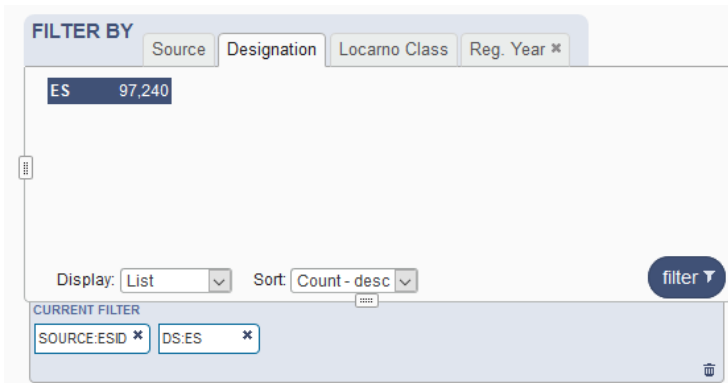 FILTER BY
Source Designation Locarno Class Reg. Year ×
ES 97,240
Display: List Sort: Count - desc
filter
CURRENT FILTER
SOURCE:ESID × DS:ES ×